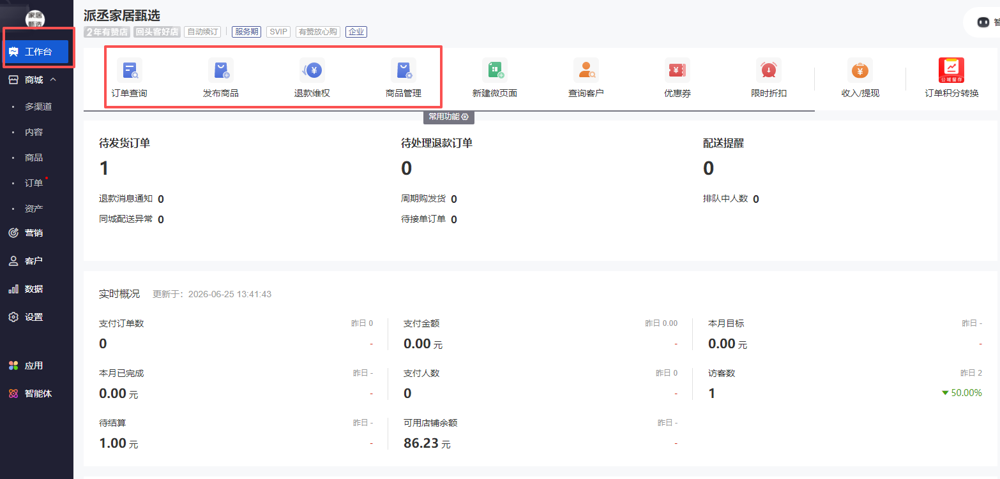 家居
甄选
派丞家居甄选
2年有赞店 回头客好店 自动续订 服务期 SVIP 有赞放心购 企业
工作台
商城
多渠道
内容
商品
订单
资产
营销
客户
数据
设置
应用
智能体
订单查询 发布商品 退款维权 商品管理 新建微页面 查询客户 优惠券 限时折扣 收入/提现 订单积分转换
公域留存
常用功能
待发货订单 待处理退款订单 配送提醒
1 0 0
退款消息通知 0 周期购发货 0 排队中人数 0
同城配送异常 0 待接单订单 0
实时概况 更新于：2026-06-25 13:41:43
支付订单数 昨日 0 支付金额 昨日 0.00 本月目标 昨日 -
0 - 0.00 元 - 0.00 元 -
本月已完成 昨日 - 支付人数 昨日 0 访客数 昨日 2
0.00 元 - 0 - 1 50.00%
待结算 昨日 - 可用店铺余额 昨日 -
1.00 元 - 86.23 元 -